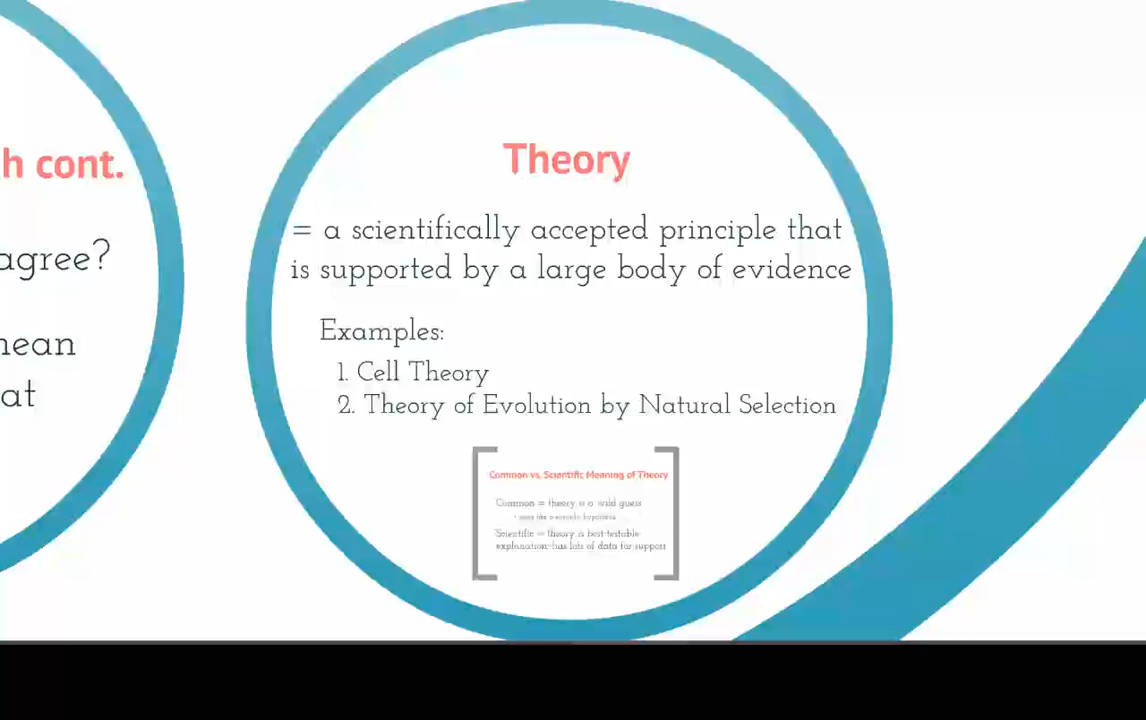 h cont.
agree?
mean
at
Theory
= a scientifically accepted principle that
is supported by a large body of evidence
Examples:
1. Cell Theory
2. Theory of Evolution by Natural Selection
Common vs. Scientific Meaning of Theory
Common = theory is a wild guess
Scientific = theory is best testable
explanation-has lots of data for support